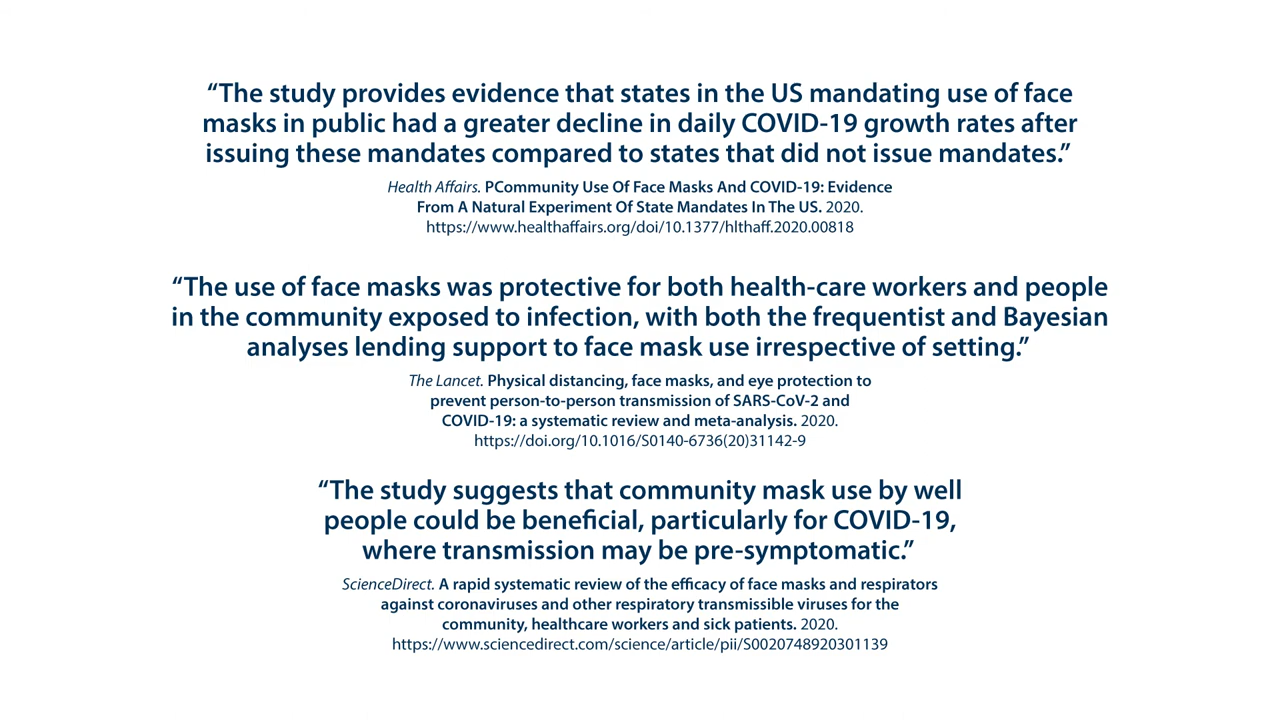 “The study provides evidence that states in the US mandating use of face
masks in public had a greater decline in daily COVID-19 growth rates after
issuing these mandates compared to states that did not issue mandates.”
Health Affairs. PCommunity Use Of Face Masks And COVID-19: Evidence
From A Natural Experiment Of State Mandates In The US. 2020.
https://www.healthaffairs.org/doi/10.1377/hlthaff.2020.00818
“The use of face masks was protective for both health-care workers and people
in the community exposed to infection, with both the frequentist and Bayesian
analyses lending support to face mask use irrespective of setting.”
The Lancet. Physical distancing, face masks, and eye protection to
prevent person-to-person transmission of SARS-CoV-2 and
COVID-19: a systematic review and meta-analysis. 2020.
https://doi.org/10.1016/S0140-6736(20)31142-9
“The study suggests that community mask use by well
people could be beneficial, particularly for COVID-19,
where transmission may be pre-symptomatic.”
ScienceDirect. A rapid systematic review of the efficacy of face masks and respirators
against coronaviruses and other respiratory transmissible viruses for the
community, healthcare workers and sick patients. 2020.
https://www.sciencedirect.com/science/article/pii/S0020748920301139